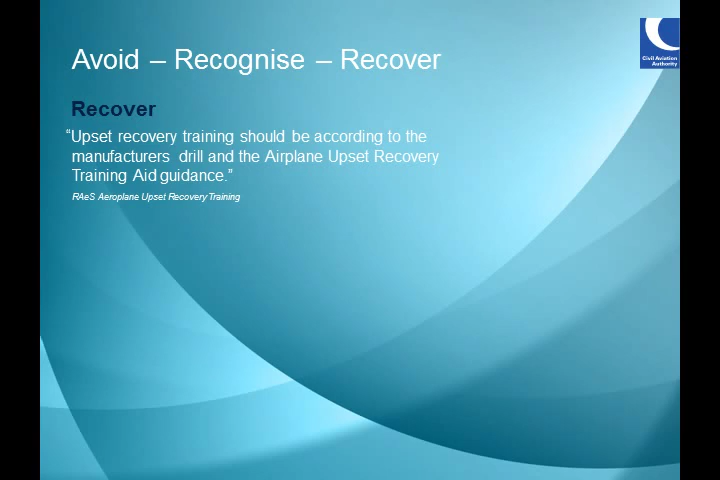 Avoid – Recognise – Recover
Civil Aviation
Authority
Recover
“Upset recovery training should be according to the
manufacturers drill and the Airplane Upset Recovery
Training Aid guidance.”
RAeS Aeroplane Upset Recovery Training